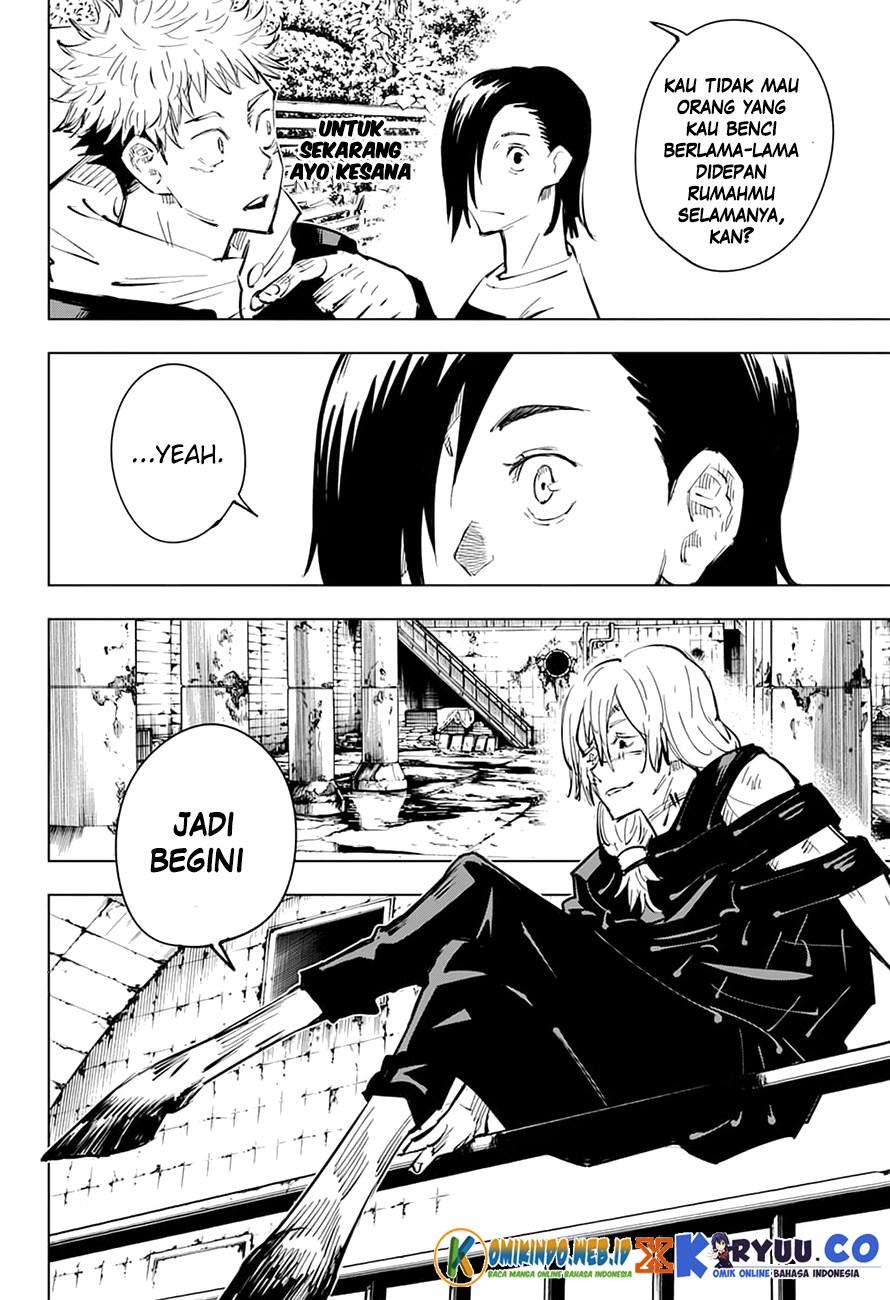 KAU TIDAK MAU
ORANG YANG
KAU BENCI
BERLAMA-LAMA
DIDEPAN
RUMAHMU
SELAMANYA,
KAN?
UNTUK
SEKARANG
AYO KESANA
...YEAH.
JADI
BEGINI
KOMIKINDO.WEB.ID X KIRYUU.CO
BACA MANGA ONLINE BAHASA INDONESIA
OMIK ONLINE BAHASA INDONESIA